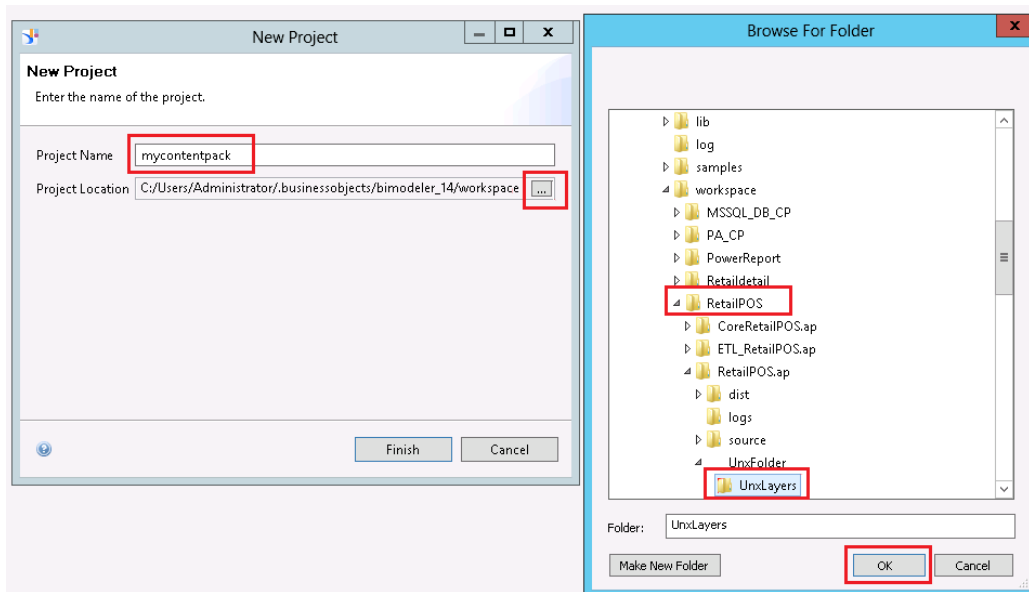 New Project
New Project
Enter the name of the project.
Project Name mycontentpack
Project Location C:/Users/Administrator/.businessobjects/bimodeler_14/workspace ...
Finish Cancel
Browse For Folder
lib
log
samples
workspace
MSSQL_DB_CP
PA_CP
PowerReport
Retaildetail
RetailPOS
CoreRetailPOS.ap
ETL_RetailPOS.ap
RetailPOS.ap
dist
logs
source
UnxFolder
UnxLayers
Folder: UnxLayers
Make New Folder OK Cancel